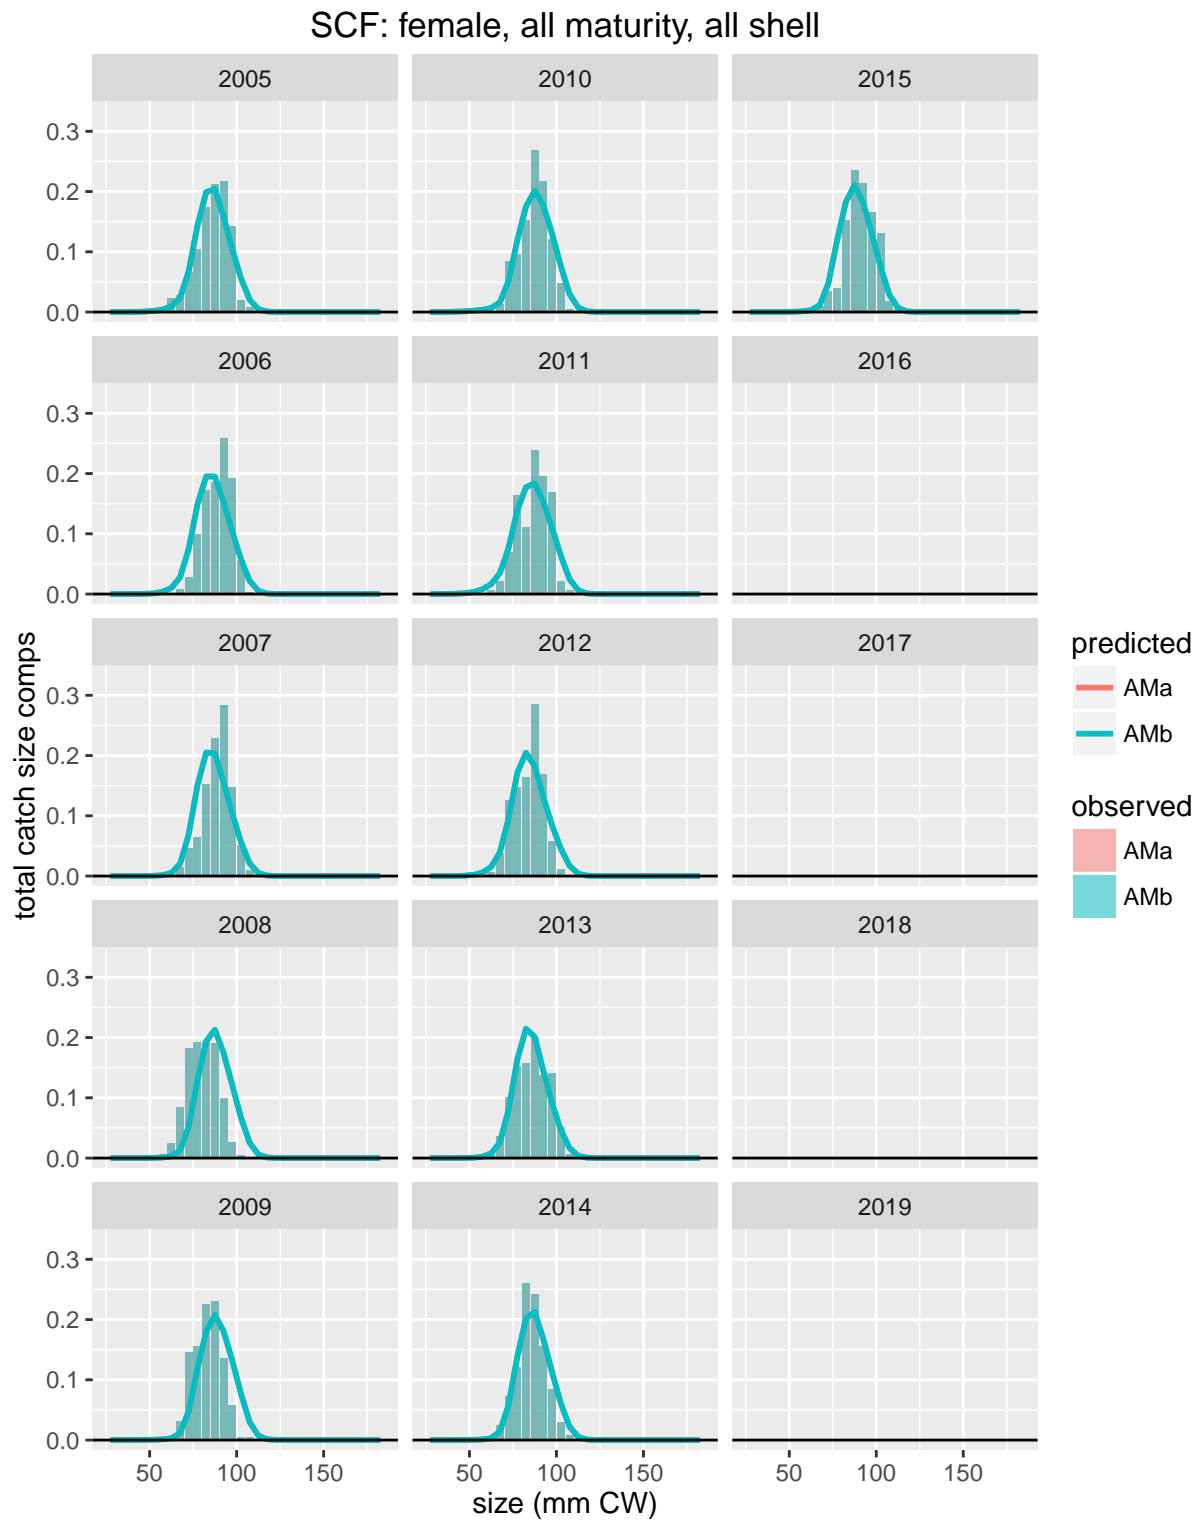 SCF: female, all maturity, all shell
2005 2010 2015
0.3
0.2
0.1
0.0
2006 2011 2016
0.3
0.2
0.1
0.0
2007 2012 2017
0.3
0.2
0.1
0.0
2008 2013 2018
0.3
0.2
0.1
0.0
2009 2014 2019
0.3
0.2
0.1
0.0
50 100 150 50 100 150 50 100 150
size (mm CW)
total catch size comps
predicted
AMa
AMb
observed
AMa
AMb